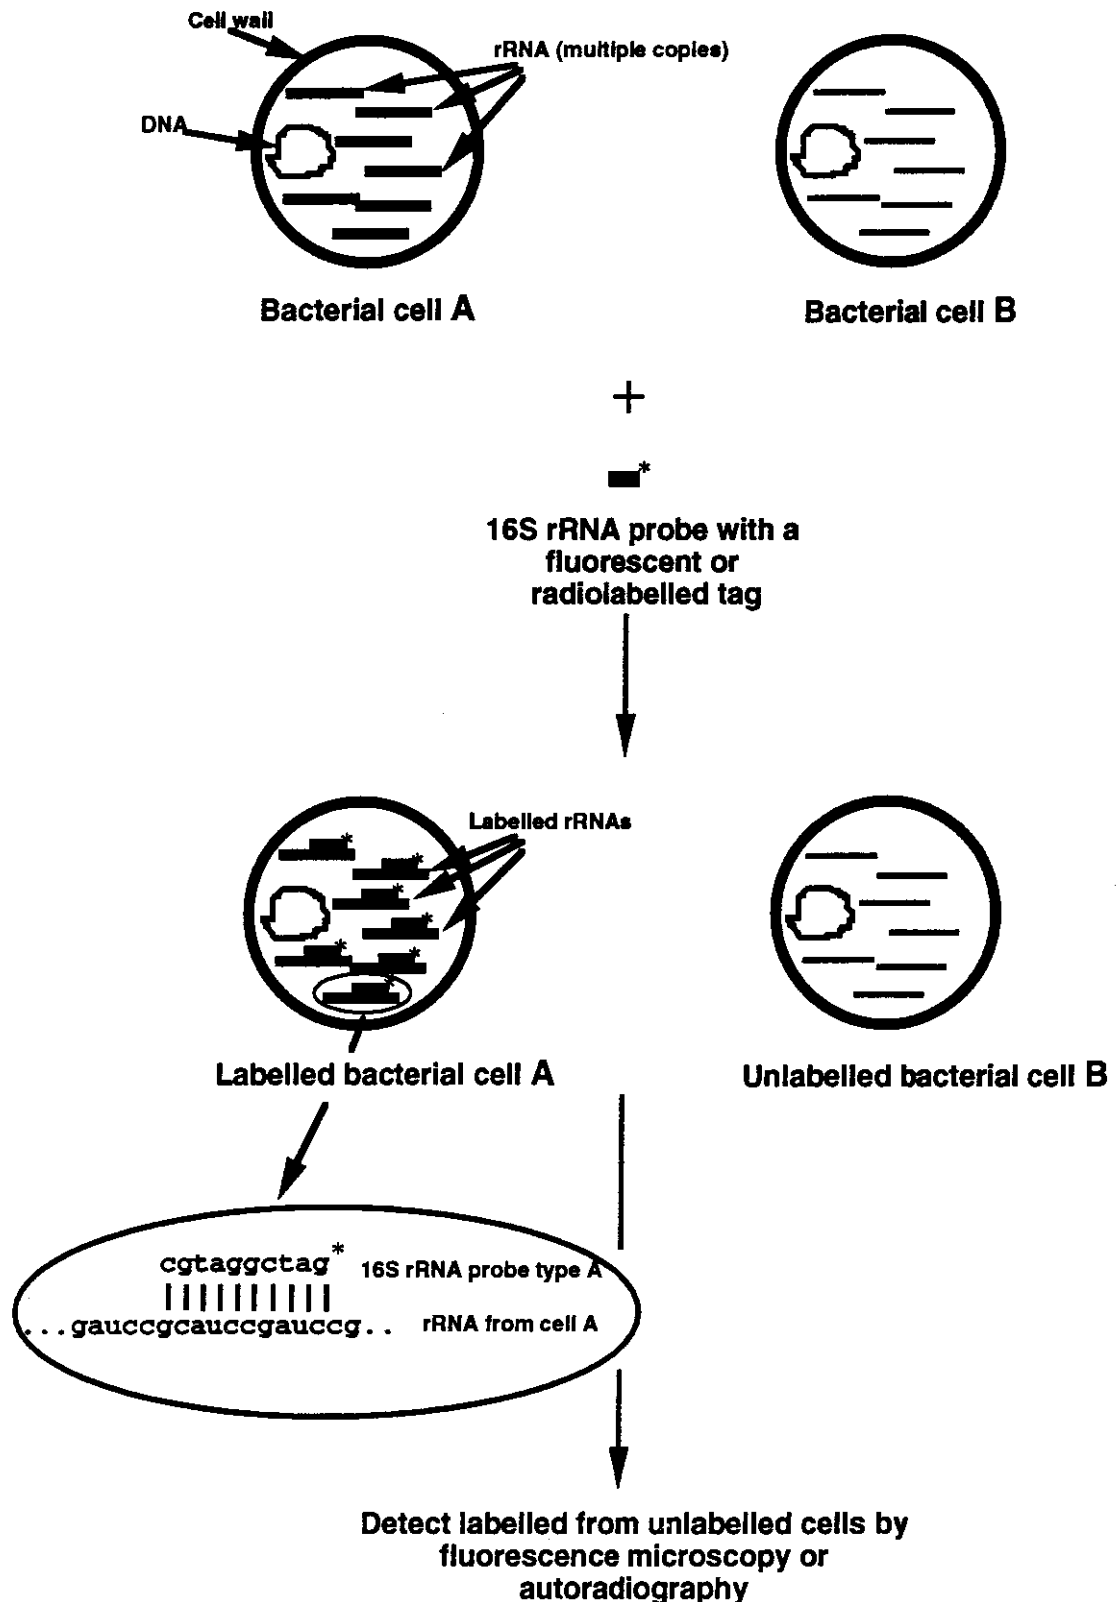 Cell wall
rRNA (multiple copies)
DNA
Bacterial cell A
Bacterial cell B
+
*
16S rRNA probe with a
fluorescent or
radiolabelled tag
Labelled rRNAs
* * * * * * *
Labelled bacterial cell A
Unlabelled bacterial cell B
cgtaggctag* 16S rRNA probe type A
...gauccgcauccgauccg.. rRNA from cell A
Detect labelled from unlabelled cells by
fluorescence microscopy or
autoradiography